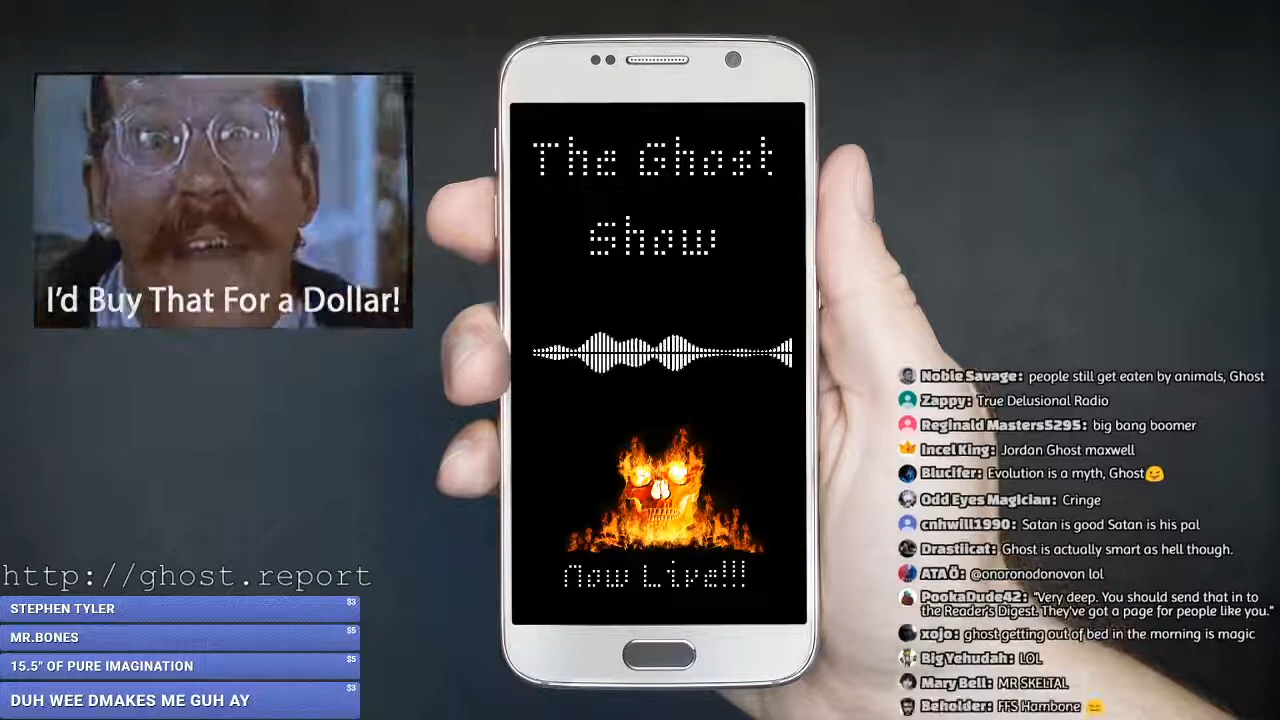 The Ghost
Show
I'd Buy That For a Dollar!
Now Live!!!
http://ghost.report
STEPHEN TYLER $3
MR.BONES $5
15.5" OF PURE IMAGINATION $5
DUH WEE DMAKES ME GUH AY $3
Noble Savage: people still get eaten by animals, Ghost
Zappy: True Delusional Radio
Reginald Masters5295: big bang boomer
Incel King: Jordan Ghost maxwell
Blucifer: Evolution is a myth, Ghost😉
Odd Eyes Magician: Cringe
cnhwill1990: Satan is good Satan is his pal
Drastiicat: Ghost is actually smart as hell though.
ATAÖ: @onoronodonovon lol
PookaDude42: "Very deep. You should send that in to
the Reader's Digest. They've got a page for people like you."
xojo: ghost getting out of bed in the morning is magic
Big Yehudah: LOL
Mary Bell: MR SKELTAL
Beholder: FFS Hambone 😑